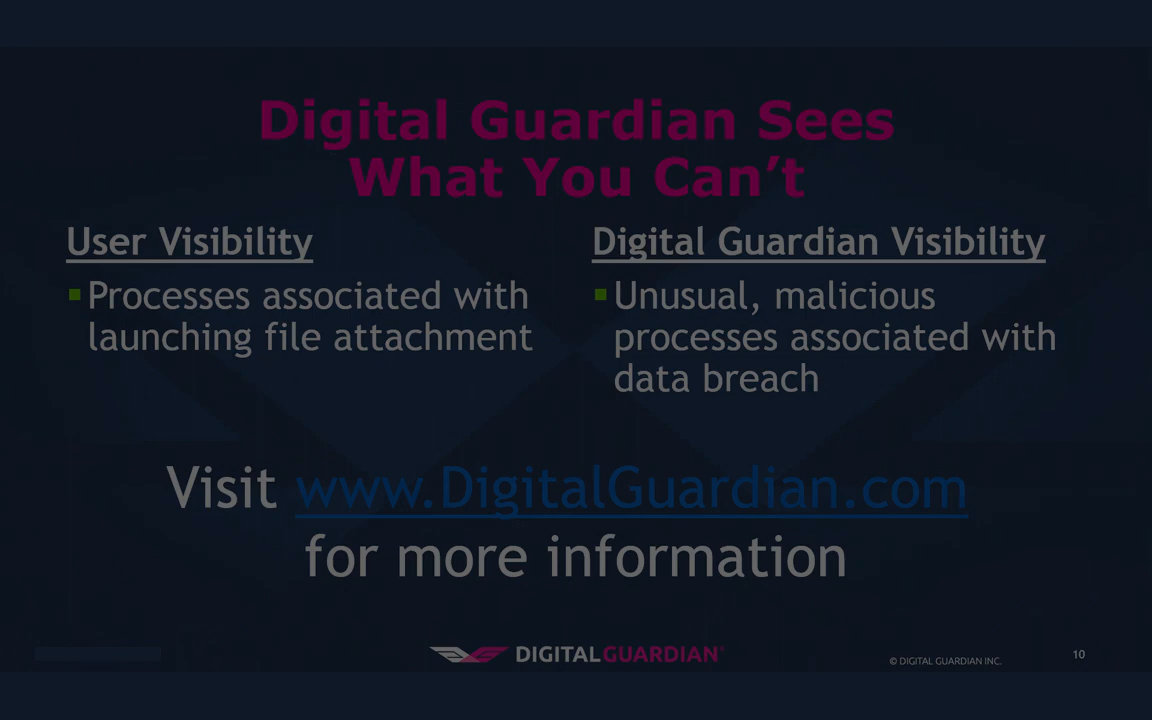 Digital Guardian Sees
What You Can’t
User Visibility
Processes associated with
launching file attachment
Digital Guardian Visibility
Unusual, malicious
processes associated with
data breach
Visit www.DigitalGuardian.com
for more information
DIGITALGUARDIAN®
© DIGITAL GUARDIAN INC.
10